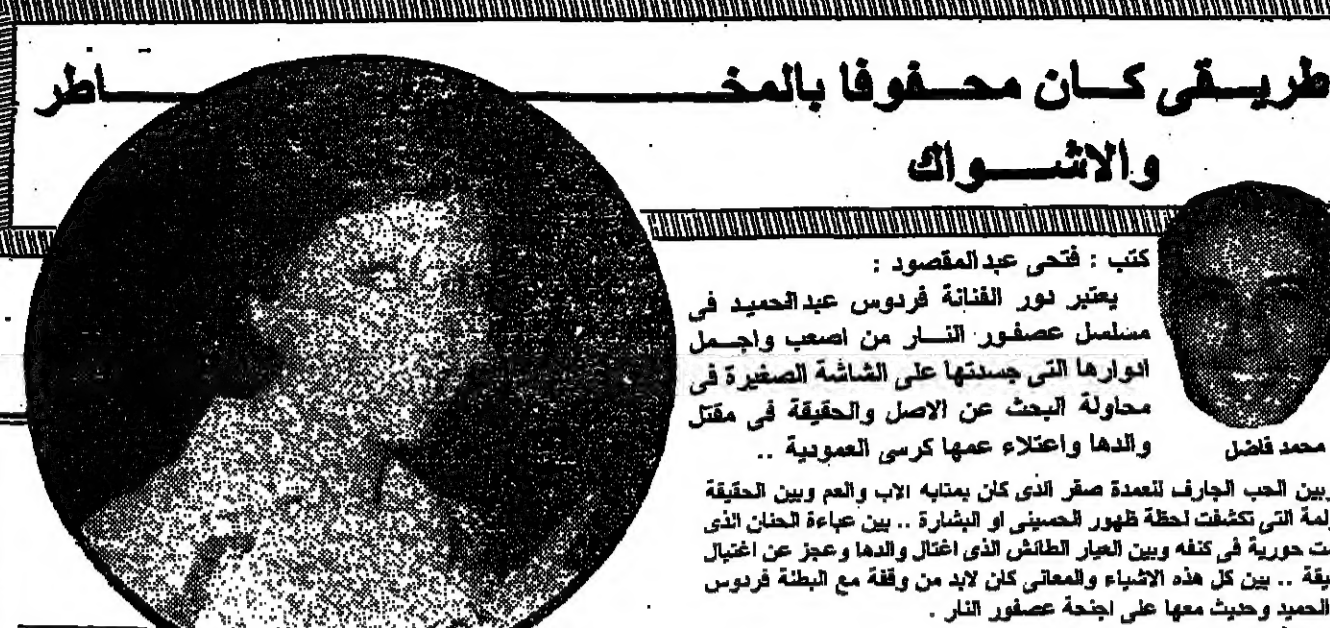 طريقى كان محفوفا بالمخاطر
والاشواك
كتب : فتحى عبدالمقصود :
يعتبر دور الفنانة فردوس عبدالحميد فى
مسلسل عصفور النار من اصعب واجمل
ادوارها التى جسدتها على الشاشة الصغيرة فى
محاولة البحث عن الاصل والحقيقة فى مقتل
والدها واعتلاء عمها كرسى العمودية ..
محمد فاضل
وبين الحب الجارف للعمدة صقر الذى كان بمثابه الاب والعم وبين الحقيقة
التى تكشفت لحظة ظهور الحسينى او البشارة .. بين عباءة الحنان الذى
حورية فى كنفه وبين العيار الطائش الذى اغتال والدها وعجز عن اغتيال
.. بين كل هذه الاشياء والمعانى كان لابد من وقفة مع البطلة فردوس
الحميد وحديث معها على اجنحة عصفور النار .